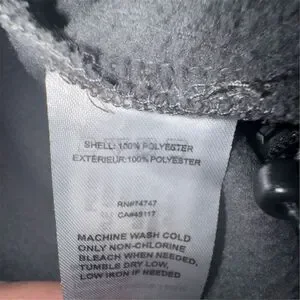 SHELL: 100% POLYESTER
EXTÉRIEUR: 100% POLYESTER
RN#74747
CA#45117
MACHINE WASH COLD
ONLY NON-CHLORINE
BLEACH WHEN NEEDED,
TUMBLE DRY LOW,
LOW IRON IF NEEDED